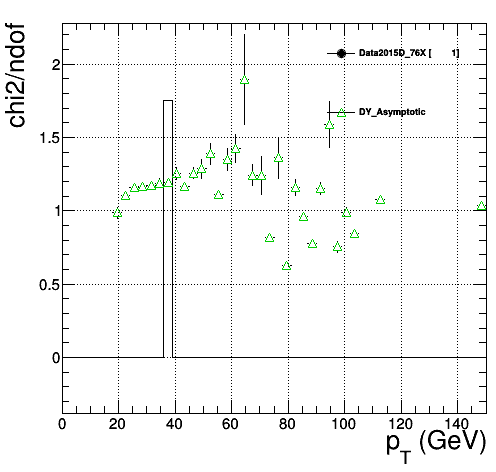 chi2/ndof
2
Data2015D_76X [ 1]
DY_Asymptotic
1.5
1
0.5
0
0 20 40 60 80 100 120 140
p_T (GeV)